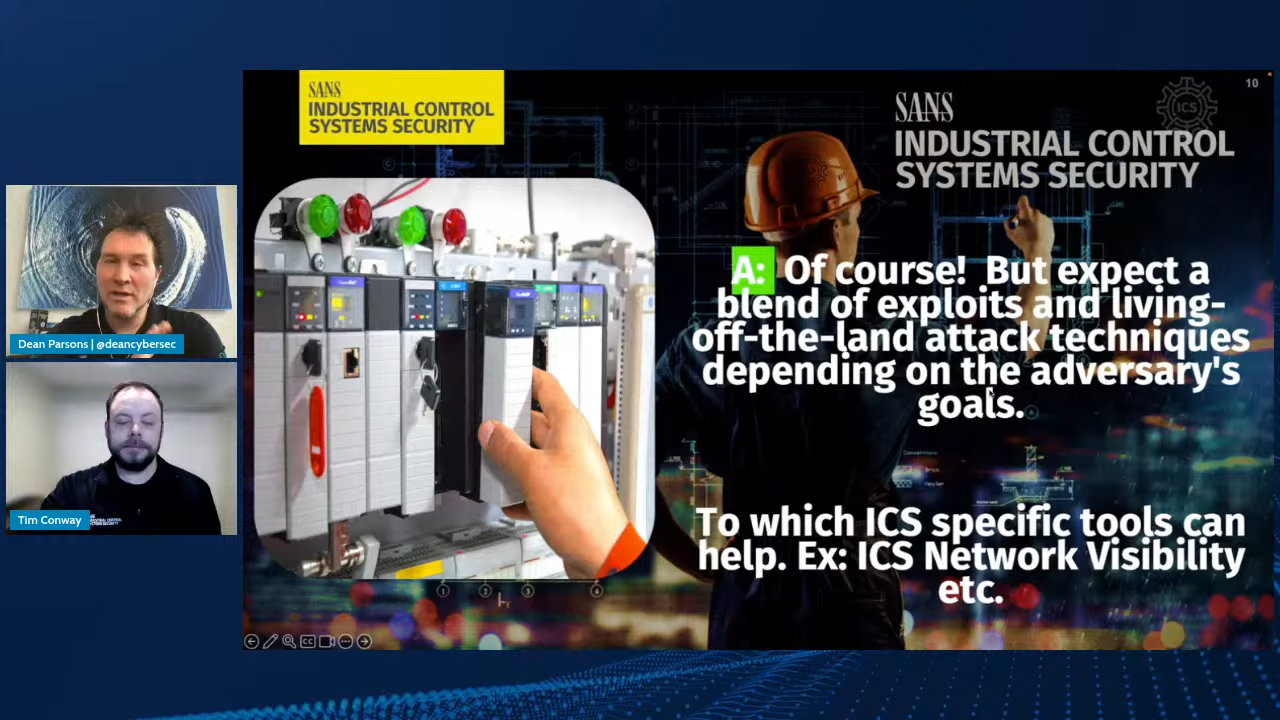 SANS
INDUSTRIAL CONTROL
SYSTEMS SECURITY
10
SANS
ICS
INDUSTRIAL CONTROL
SYSTEMS SECURITY
A: Of course! But expect a
blend of exploits and living-
off-the-land attack techniques
depending on the adversary's
goals.
To which ICS specific tools can
help. Ex: ICS Network Visibility
etc.
Dean Parsons | @deancybersec
Tim Conway
CC